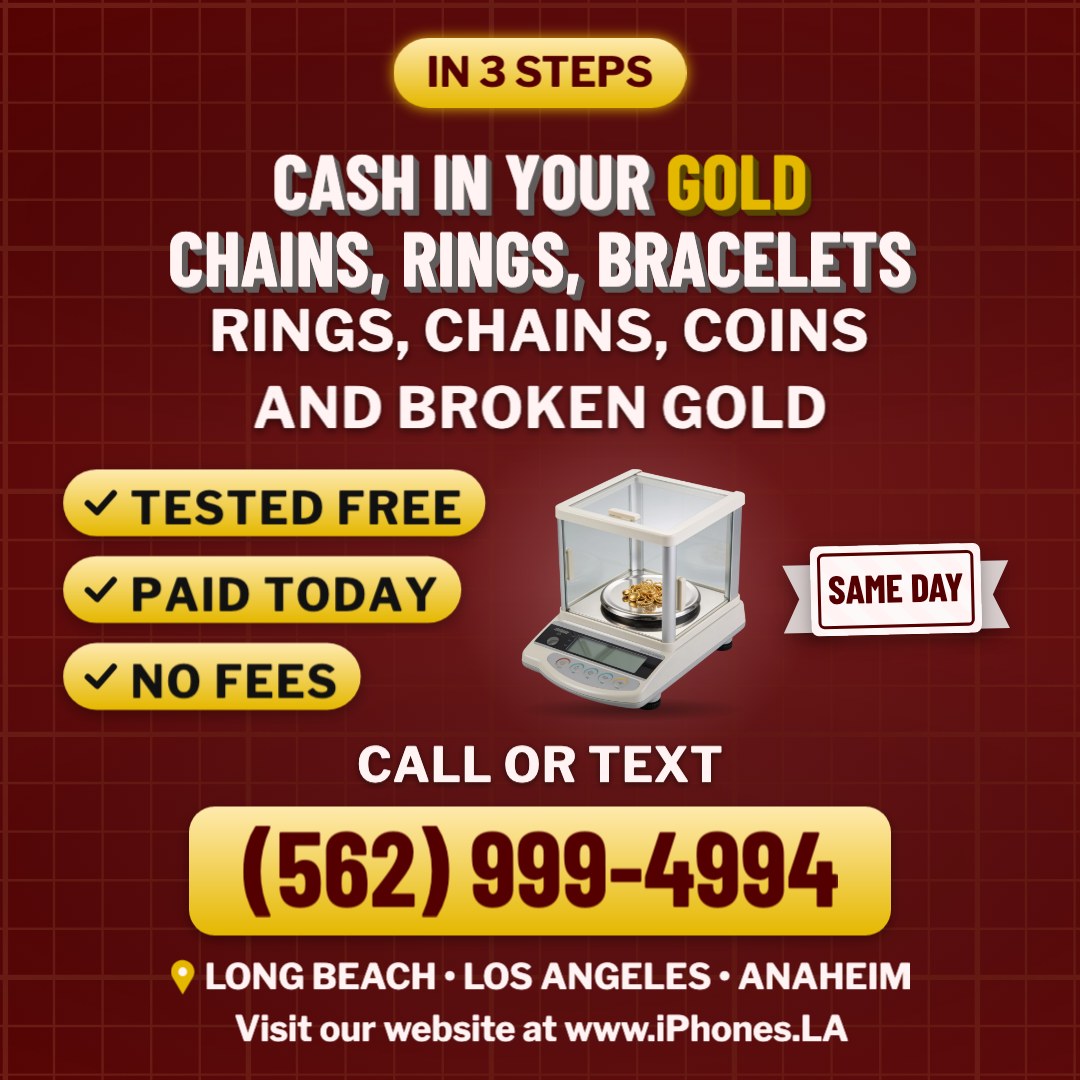 IN 3 STEPS
CASH IN YOUR GOLD
CHAINS, RINGS, BRACELETS
RINGS, CHAINS, COINS
AND BROKEN GOLD
✓ TESTED FREE
✓ PAID TODAY
✓ NO FEES
SAME DAY
CALL OR TEXT
(562) 999-4994
LONG BEACH • LOS ANGELES • ANAHEIM
Visit our website at www.iPhones.LA